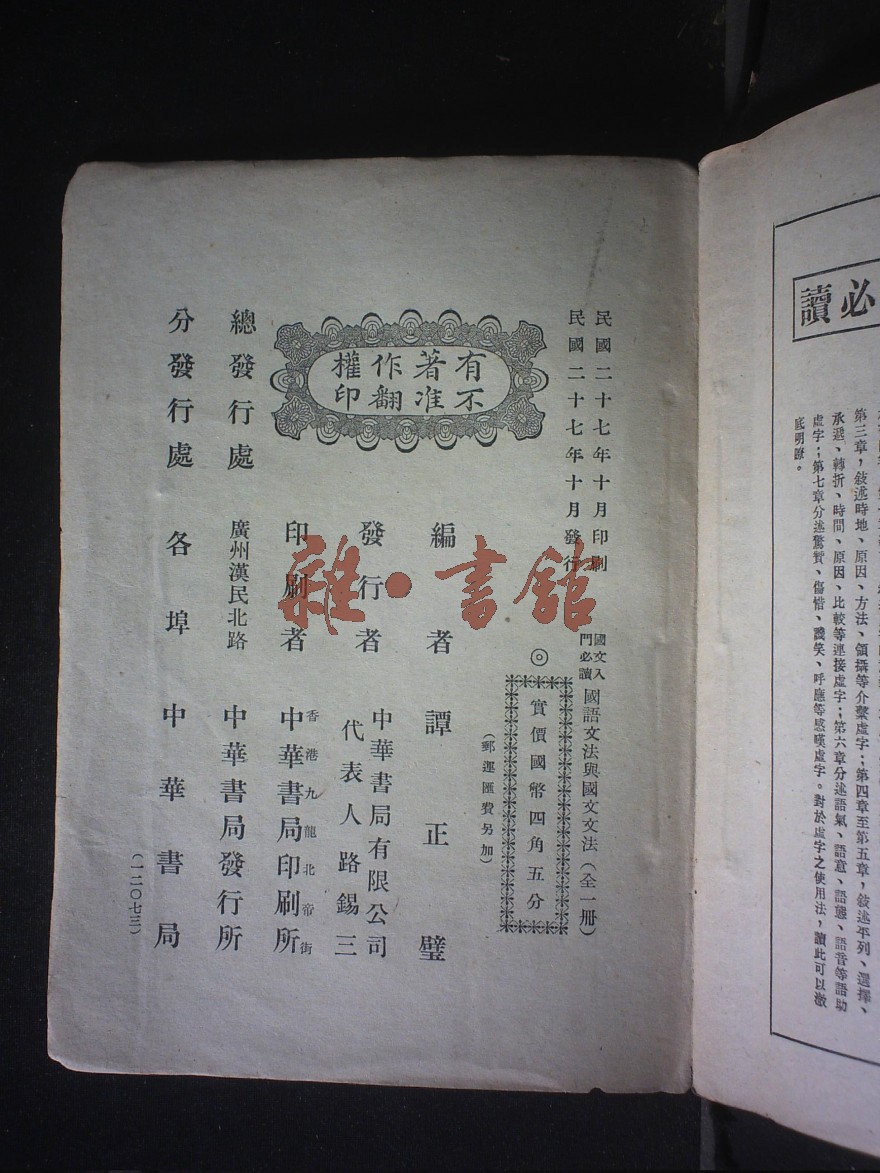 必讀
第三章，敍述時地、原因、方法、領攝等介繫虛字；第四章至第五章，敍述平列、選擇、
承遞、轉折、時間、原因、比較等連接虛字；第六章分述語氣、語意、語態、語音等語助
虛字；第七章分述驚贊、傷惜、譏笑、呼應等感嘆虛字。對於虛字之使用法，讀此可以澈
底明瞭。
民國二十七年十月印刷
民國二十七年十月發行
國文入門必讀 國語文法與國文文法（全一冊）
◎實價國幣四角五分
（郵運匯費另加）
有著作權
不准翻印
編者 譚正璧
發行者 中華書局有限公司
代表人路錫三
印刷者 香港九龍北帝街
中華書局印刷所
總發行處 廣州漢民北路 中華書局發行所
分發行處 各埠 中華書局
（一二〇七三）
雜·書館